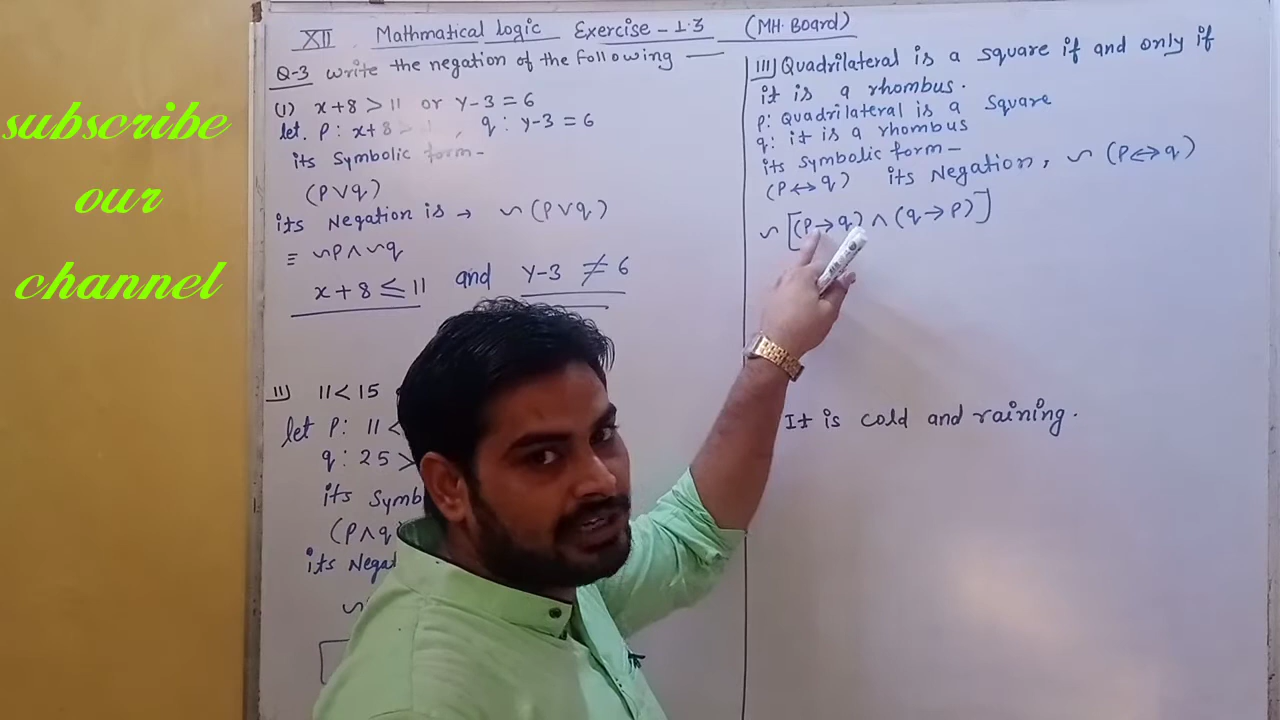 subscribe
our
channel
XII Mathmatical logic Exercise - 1.3 (MH. Board)
Q-3 write the negation of the following
(1) x+8 > 11 or y-3 = 6
let. P: x+8 > , q: y-3 = 6
its symbolic form-
(P∨q)
its Negation is → ∽(P∨q)
≡ ∽P∧∽q
x+8 ≤ 11 and y-3 ≠ 6
II) 11 < 15
let P: 11 <
q: 25 >
its Symb
(P∧q
its Negat
∽
III) Quadrilateral is a square if and only if
it is a rhombus.
P: Quadrilateral is a square
q: it is a rhombus
its symbolic form-
(P↔q) its Negation, ∽(P↔q)
∽[(P→q)∧(q→P)]
It is cold and raining.